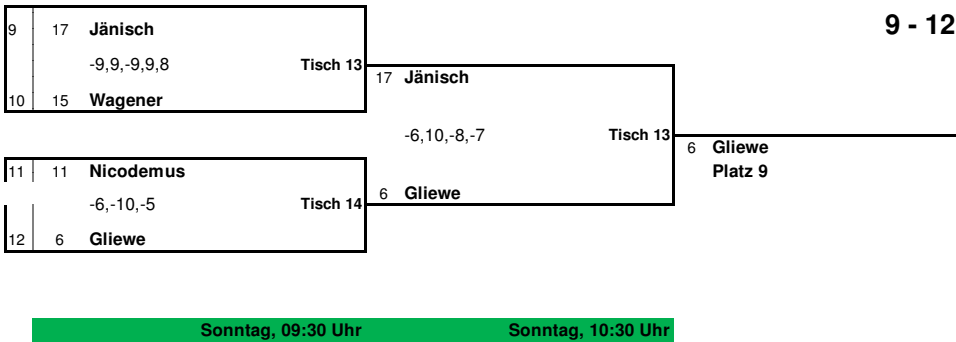 9 - 12
9 17 Jänisch
-9,9,-9,9,8 Tisch 13
10 15 Wagener
17 Jänisch
-6,10,-8,-7 Tisch 13
6 Gliewe
6 Gliewe
Platz 9
11 11 Nicodemus
-6,-10,-5 Tisch 14
12 6 Gliewe
Sonntag, 09:30 Uhr Sonntag, 10:30 Uhr